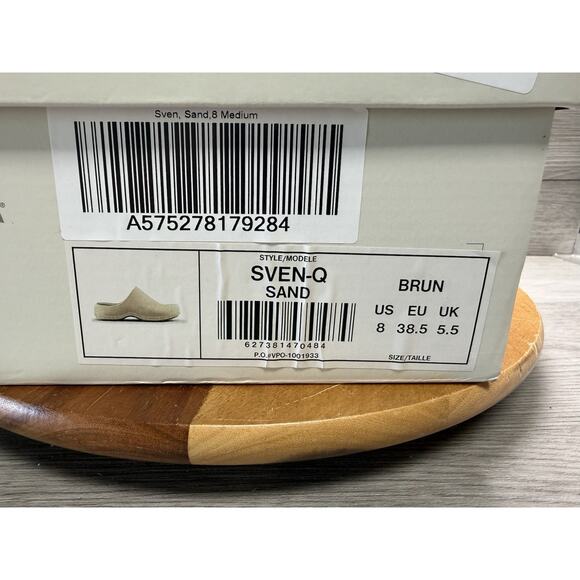 Sven, Sand,8 Medium
A575278179284
STYLE/MODELE
SVEN-Q
SAND
BRUN
US EU UK
8 38.5 5.5
627381470484
P.O.#VPO-1001933
SIZE/TAILLE